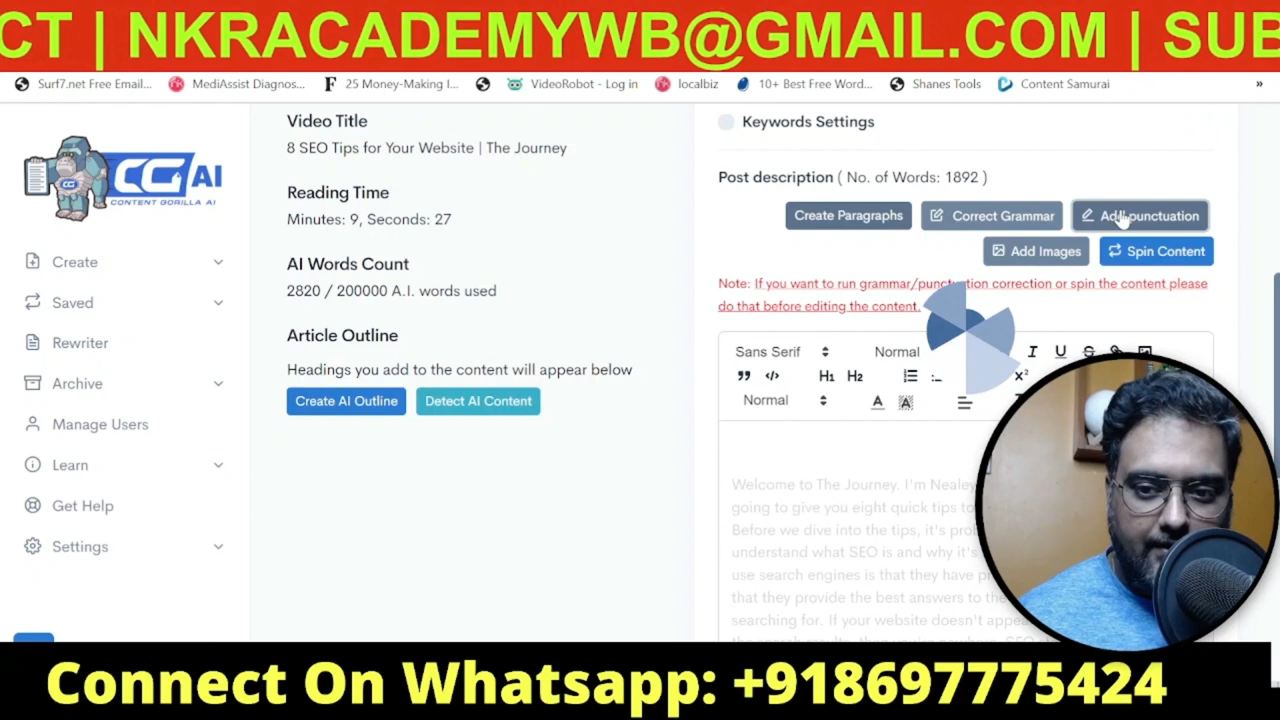 CT | NKRACADEMYWB@GMAIL.COM | SUB
Surf7.net Free Email... MediAssist Diagnos... 25 Money-Making I... VideoRobot - Log in localbiz 10+ Best Free Word... Shanes Tools Content Samurai »
CG AI
CONTENT GORILLA AI
Create
Saved
Rewriter
Archive
Manage Users
Learn
Get Help
Settings
Video Title
8 SEO Tips for Your Website | The Journey
Reading Time
Minutes: 9, Seconds: 27
AI Words Count
2820 / 200000 A.I. words used
Article Outline
Headings you add to the content will appear below
Create AI Outline Detect AI Content
Keywords Settings
Post description ( No. of Words: 1892 )
Create Paragraphs Correct Grammar Add punctuation
Add Images Spin Content
Note: If you want to run grammar/punctuation correction or spin the content please
do that before editing the content.
Sans Serif Normal I U S
H1 H2 x²
Normal A A
Welcome to The Journey. I'm Nealey
going to give you eight quick tips to
Before we dive into the tips, it's
understand what SEO is and why it's
use search engines is that they have
that they provide the best answers to the
searching for. If your website doesn't
Connect On Whatsapp: +918697775424